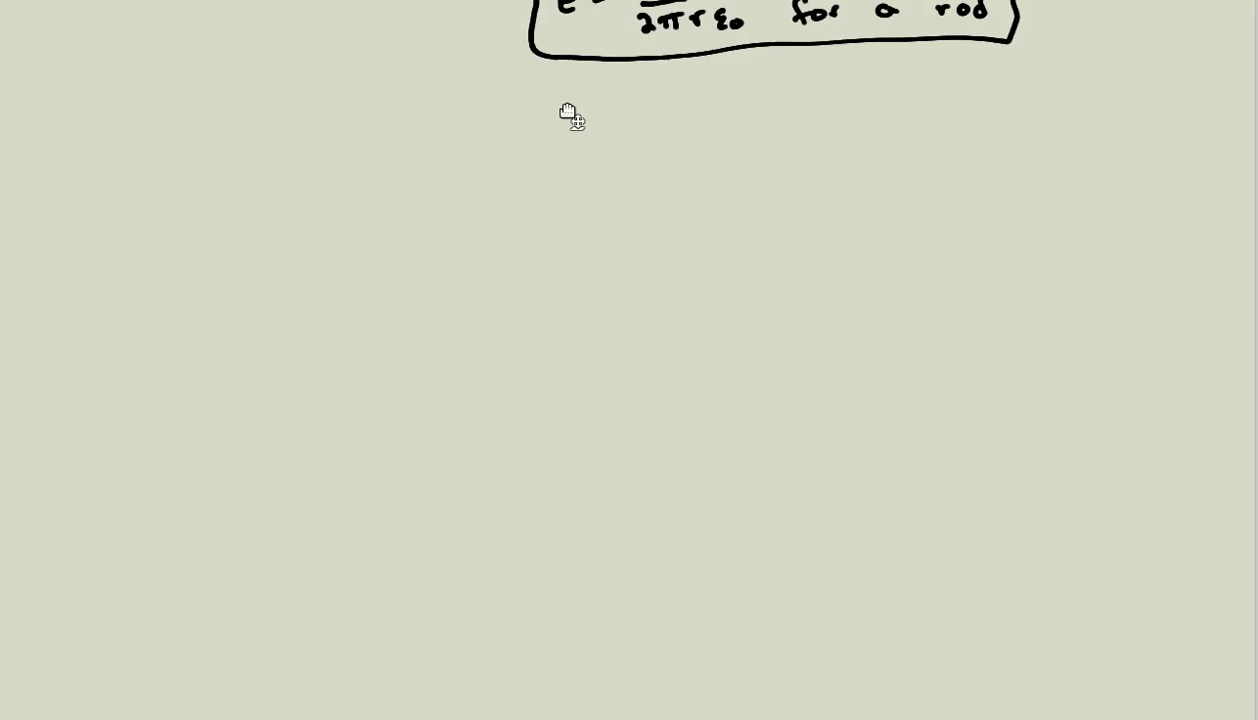 E = / 2πrε₀ for a rod